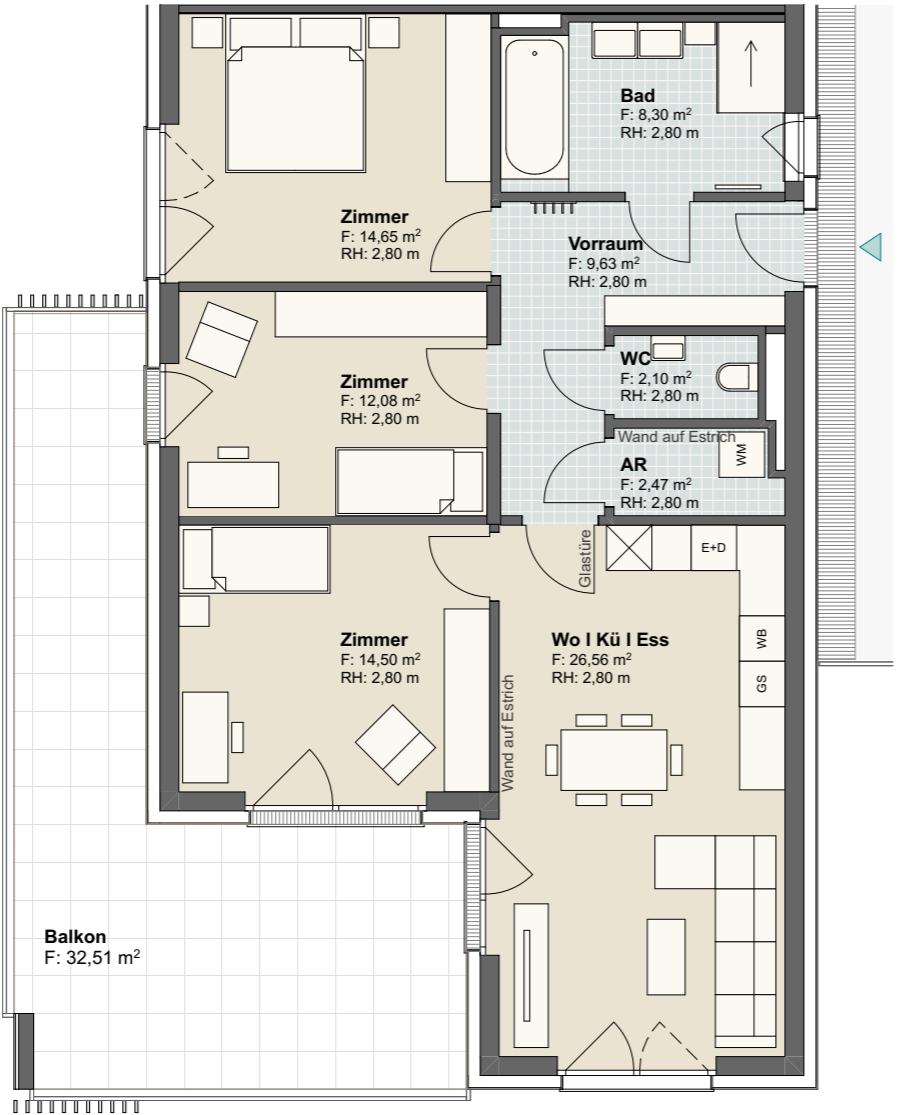 Bad
F: 8,30 m²
RH: 2,80 m
Zimmer
F: 14,65 m²
RH: 2,80 m
Vorraum
F: 9,63 m²
RH: 2,80 m
Zimmer
F: 12,08 m²
RH: 2,80 m
WC
F: 2,10 m²
RH: 2,80 m
Wand auf Estrich
AR
F: 2,47 m²
RH: 2,80 m
WM
Glastüre
E+D
Zimmer
F: 14,50 m²
RH: 2,80 m
Wo I Kü I Ess
F: 26,56 m²
RH: 2,80 m
WB
GS
Wand auf Estrich
Balkon
F: 32,51 m²